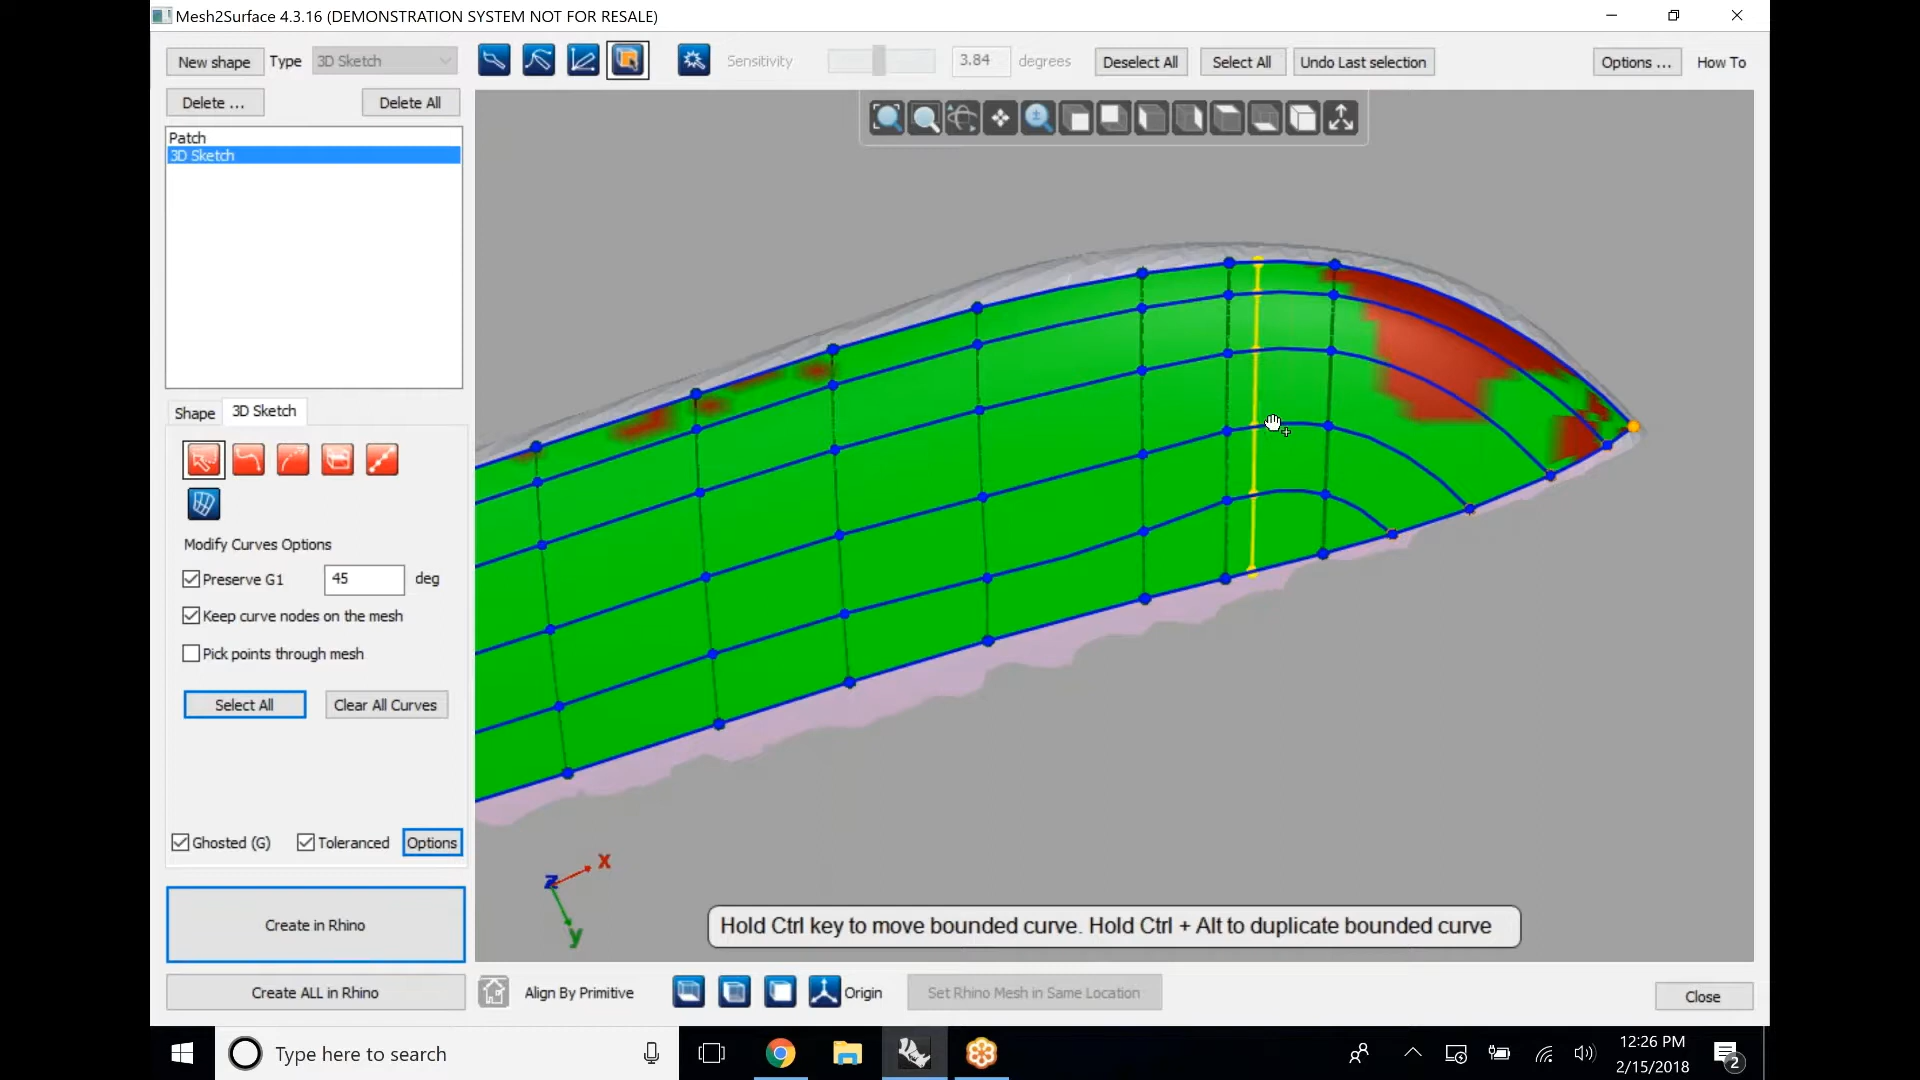 Mesh2Surface 4.3.16 (DEMONSTRATION SYSTEM NOT FOR RESALE)
New shape Type 3D Sketch Sensitivity 3.84 degrees Deselect All Select All Undo Last selection Options ... How To
Delete ... Delete All
Patch
3D Sketch
Shape 3D Sketch
Modify Curves Options
Preserve G1 45 deg
Keep curve nodes on the mesh
Pick points through mesh
Select All Clear All Curves
Ghosted (G) Toleranced Options
x
z
y
Create in Rhino
Hold Ctrl key to move bounded curve. Hold Ctrl + Alt to duplicate bounded curve
Create ALL in Rhino Align By Primitive Origin Set Rhino Mesh in Same Location Close
Type here to search
12:26 PM
2/15/2018
2